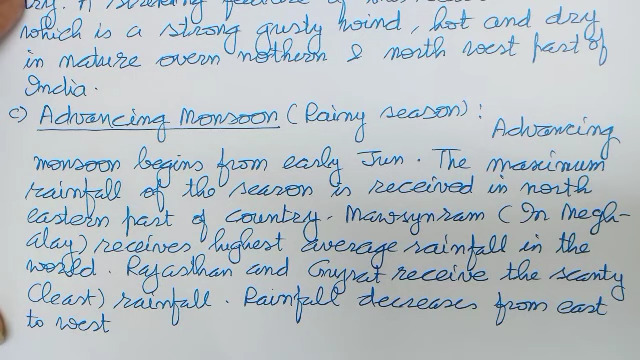 which is a strong gusty wind, hot and dry
in nature overn nothern & north west part of
India.
c) Advancing Monsoon (Rainy season) :
Advancing
monsoon begins from early Jun. The maximum
rainfall of the season is received in north
eastern part of country. Mawsynram (In Megh-
alay) receives highest average rainfall in the
world. Rajasthan and Gujrat receive the scanty
(least) rainfall. Rainfall decreases from east
to west